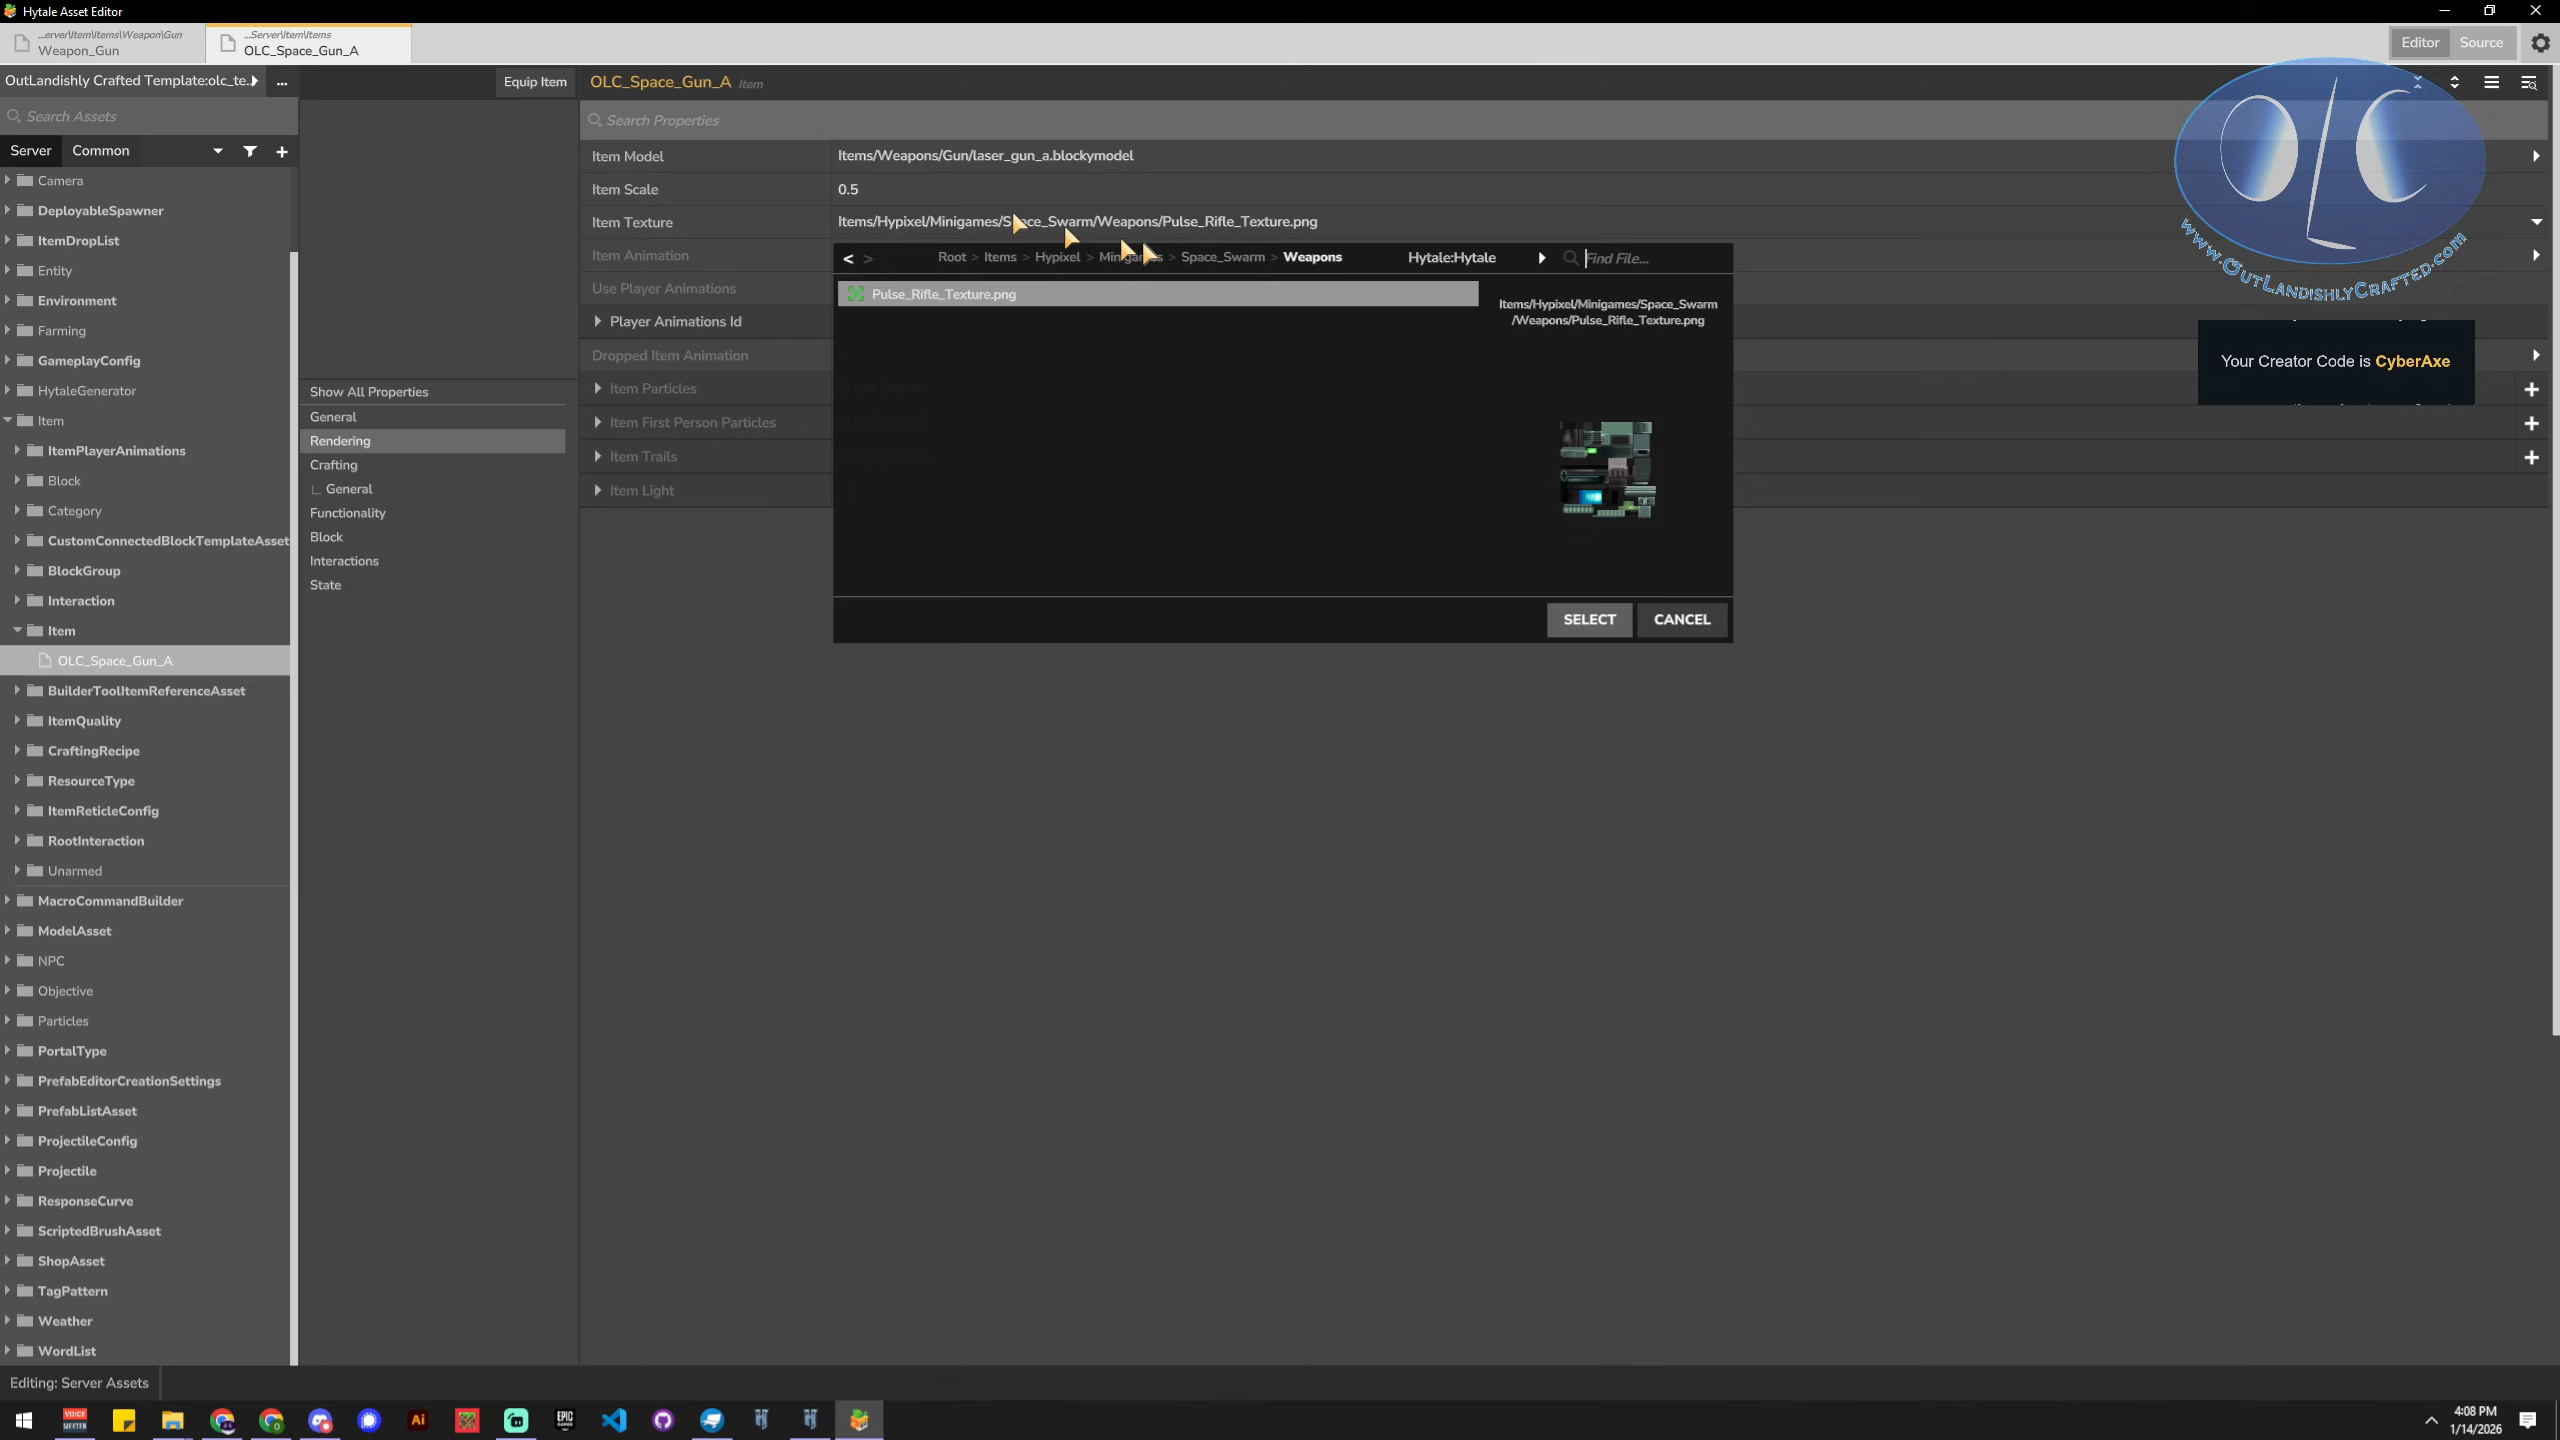 Hytale Asset Editor
...erver\Item\Items\Weapon\Gun
Weapon_Gun
...Server\Item\Items
OLC_Space_Gun_A
Editor
Source
OutLandishly Crafted Template:olc_te..
...
Equip Item
OLC_Space_Gun_A Item
Search Assets
Search Properties
Server
Common
Camera
DeployableSpawner
ItemDropList
Entity
Environment
Farming
GameplayConfig
HytaleGenerator
Item
ItemPlayerAnimations
Block
Category
CustomConnectedBlockTemplateAsset
BlockGroup
Interaction
Item
OLC_Space_Gun_A
BuilderToolItemReferenceAsset
ItemQuality
CraftingRecipe
ResourceType
ItemReticleConfig
RootInteraction
Unarmed
MacroCommandBuilder
ModelAsset
NPC
Objective
Particles
PortalType
PrefabEditorCreationSettings
PrefabListAsset
ProjectileConfig
Projectile
ResponseCurve
ScriptedBrushAsset
ShopAsset
TagPattern
Weather
WordList
Show All Properties
General
Rendering
Crafting
General
Functionality
Block
Interactions
State
Item Model
Items/Weapons/Gun/laser_gun_a.blockymodel
Item Scale
0.5
Item Texture
Items/Hypixel/Minigames/Space_Swarm/Weapons/Pulse_Rifle_Texture.png
Item Animation
Use Player Animations
Player Animations Id
Dropped Item Animation
Item Particles
Item First Person Particles
Item Trails
Item Light
< > Root > Items > Hypixel > Minigames > Space_Swarm > Weapons
Hytale:Hytale
Find File...
Pulse_Rifle_Texture.png
Items/Hypixel/Minigames/Space_Swarm
/Weapons/Pulse_Rifle_Texture.png
SELECT
CANCEL
OLC
www.OutLandishlyCrafted.com
Your Creator Code is CyberAxe
Editing: Server Assets
VOICE
MEETER
Ai
EPIC
GAMES
4:08 PM
1/14/2026